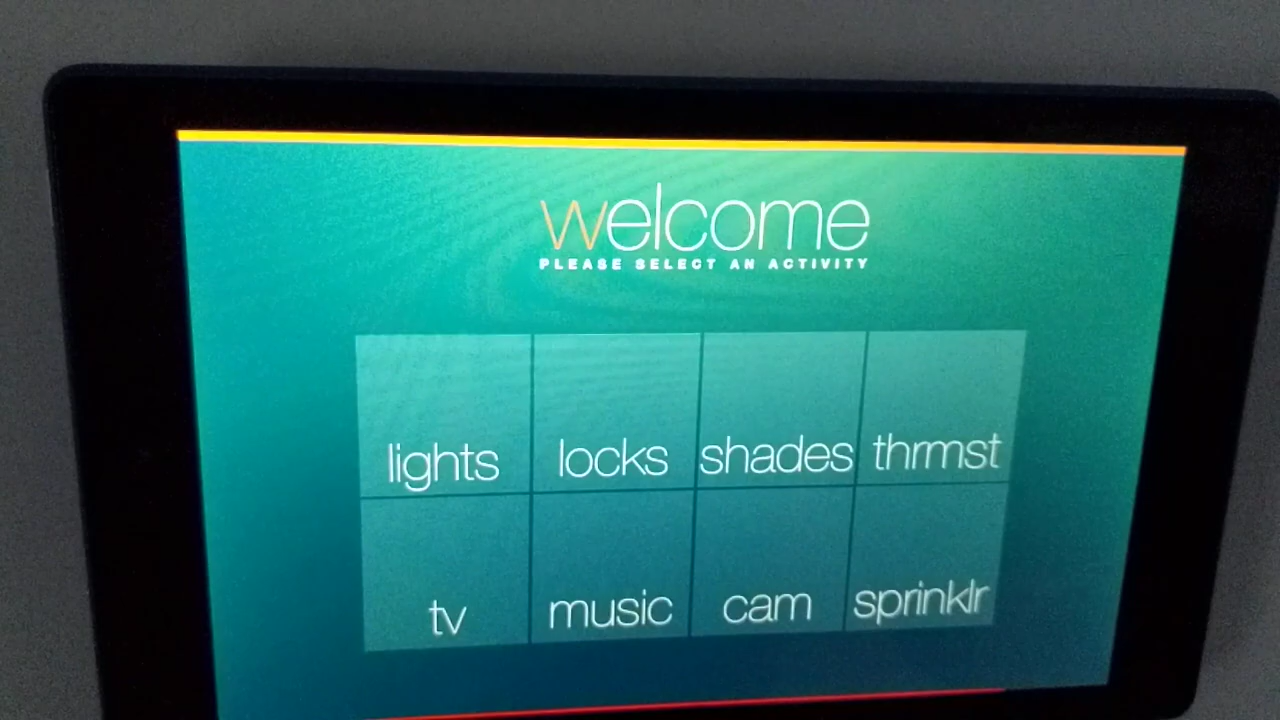 welcome
PLEASE SELECT AN ACTIVITY
lights locks shades thrmst
tv music cam sprinklr